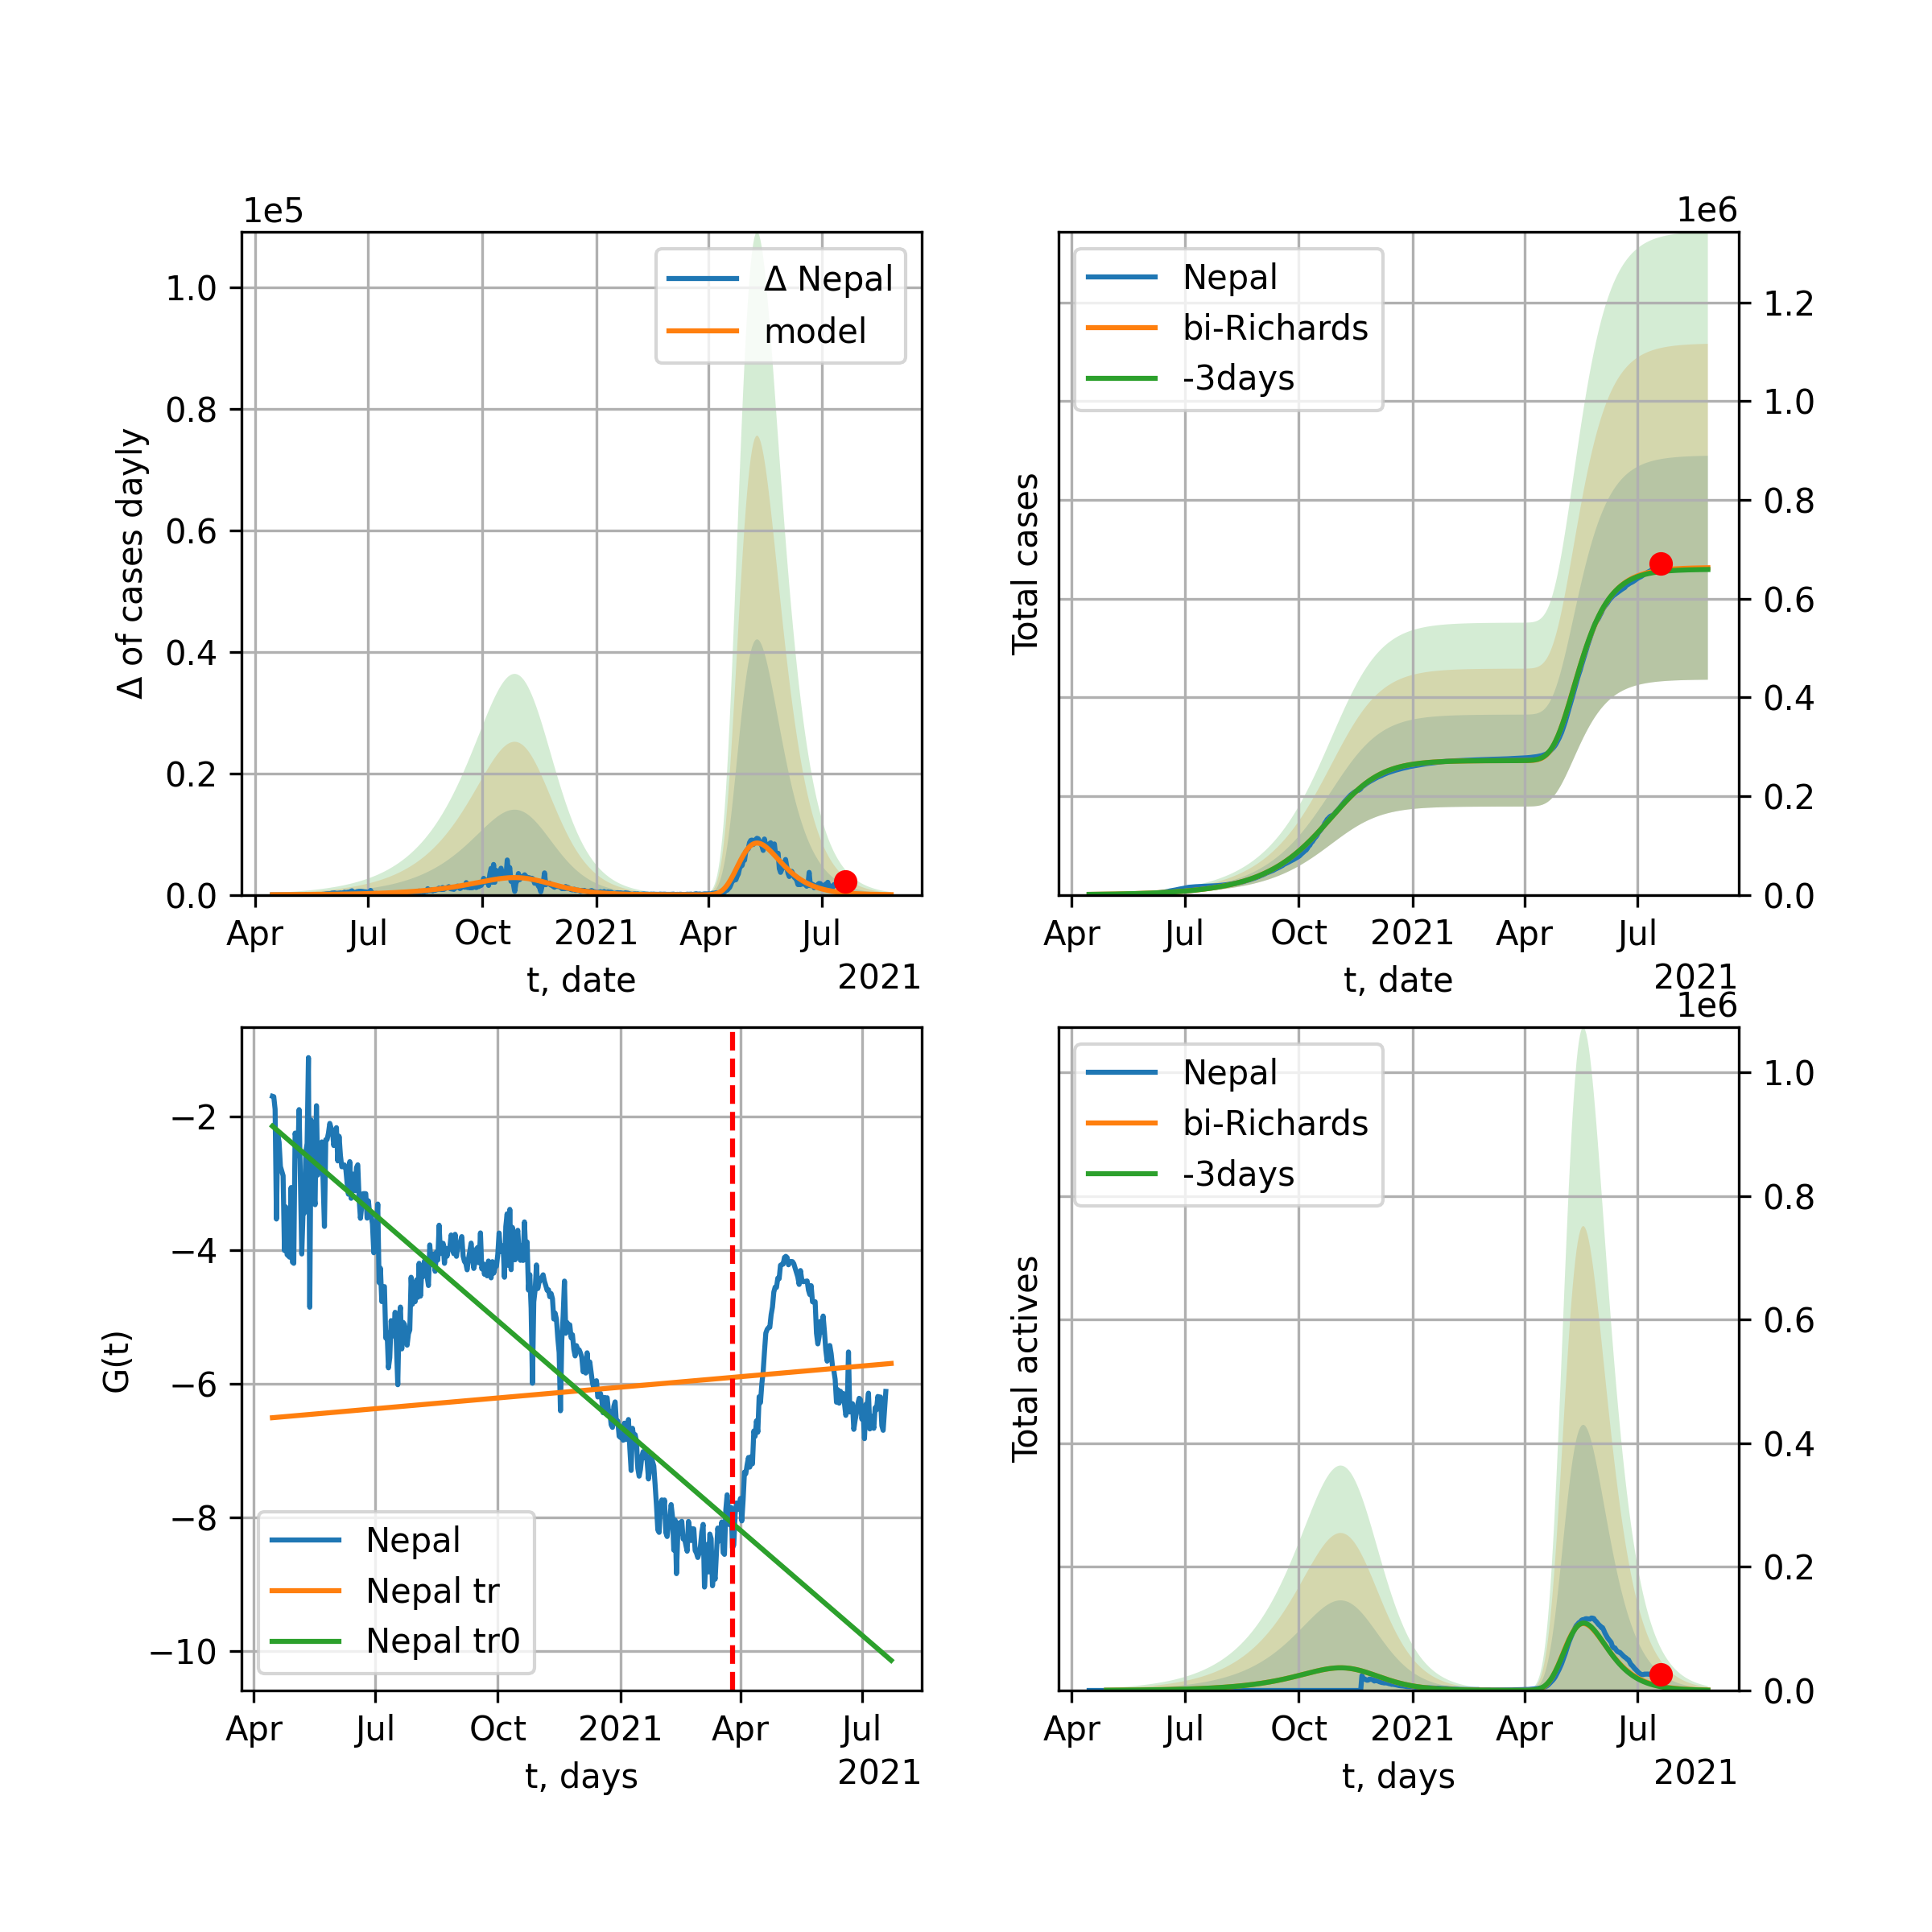 1e5
Δ of cases dayly
1.0
0.8
0.6
0.4
0.2
0.0
Δ Nepal
model
Apr Jul Oct 2021 Apr Jul
t, date
2021
1e6
Total cases
Nepal
bi-Richards
-3days
1.2
1.0
0.8
0.6
0.4
0.2
0.0
Apr Jul Oct 2021 Apr Jul
t, date
2021
G(t)
−2
−4
−6
−8
−10
Nepal
Nepal tr
Nepal tr0
Apr Jul Oct 2021 Apr Jul
t, days
2021
1e6
Total actives
Nepal
bi-Richards
-3days
1.0
0.8
0.6
0.4
0.2
0.0
Apr Jul Oct 2021 Apr Jul
t, days
2021